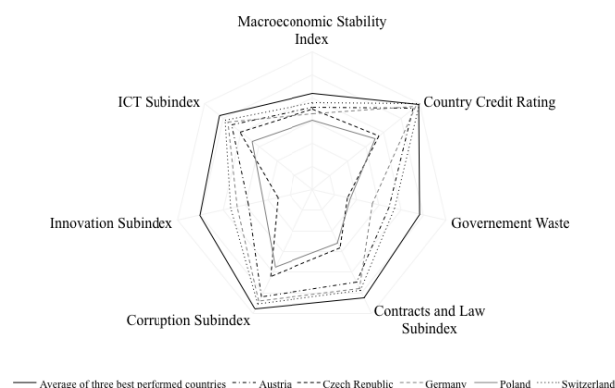 Macroeconomic Stability
Index
ICT Subindex
Country Credit Rating
Innovation Subindex
Governement Waste
Corruption Subindex
Contracts and Law
Subindex
Average of three best performed countries Austria Czech Republic Germany Poland Switzerland